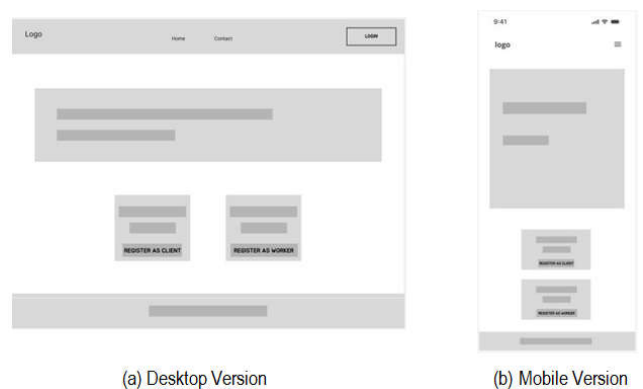 Logo
Home Contact
LOGIN
REGISTER AS CLIENT
REGISTER AS WORKER
(a) Desktop Version
9:41
logo
REGISTER AS CLIENT
REGISTER AS WORKER
(b) Mobile Version